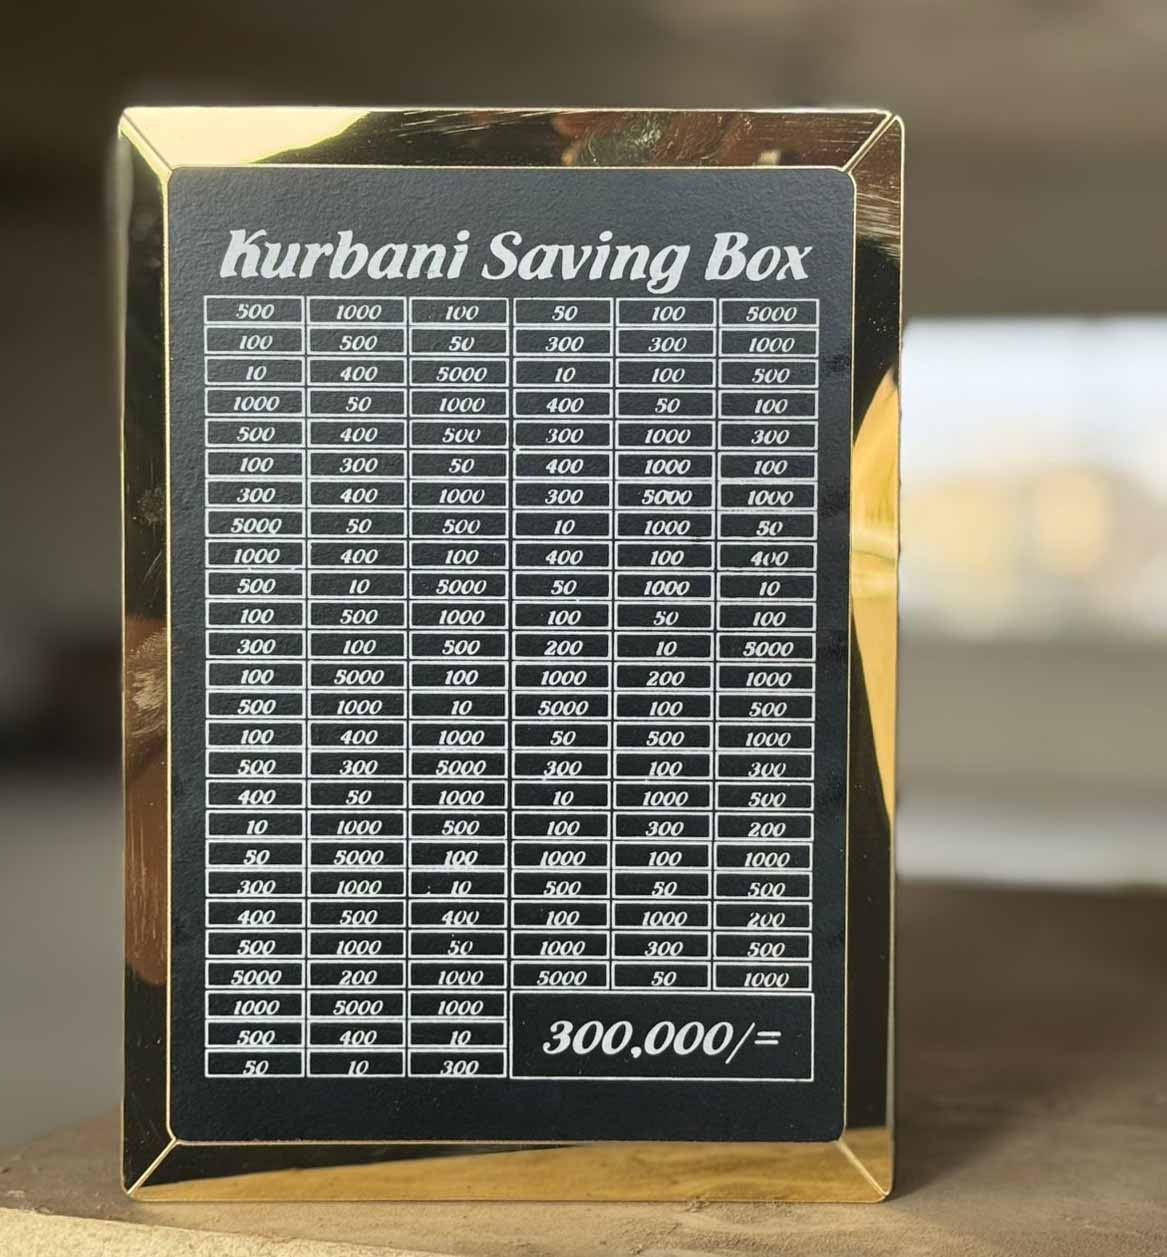 Kurbani Saving Box
500 1000 100 50 100 5000
100 500 50 300 300 1000
10 400 5000 10 100 500
1000 50 1000 400 50 100
500 400 500 300 1000 300
100 300 50 400 1000 100
300 400 1000 300 5000 1000
5000 50 500 10 1000 50
1000 400 100 400 100 400
500 10 5000 50 1000 10
100 500 1000 100 50 100
300 100 500 200 10 5000
100 5000 100 1000 200 1000
500 1000 10 5000 100 500
100 400 1000 50 500 1000
500 300 5000 300 100 300
400 50 1000 10 1000 500
10 1000 500 100 300 200
50 5000 100 1000 100 1000
300 1000 10 500 50 500
400 500 400 100 1000 200
500 1000 50 1000 300 500
5000 200 1000 5000 50 1000
1000 5000 1000
500 400 10
50 10 300
300,000/=